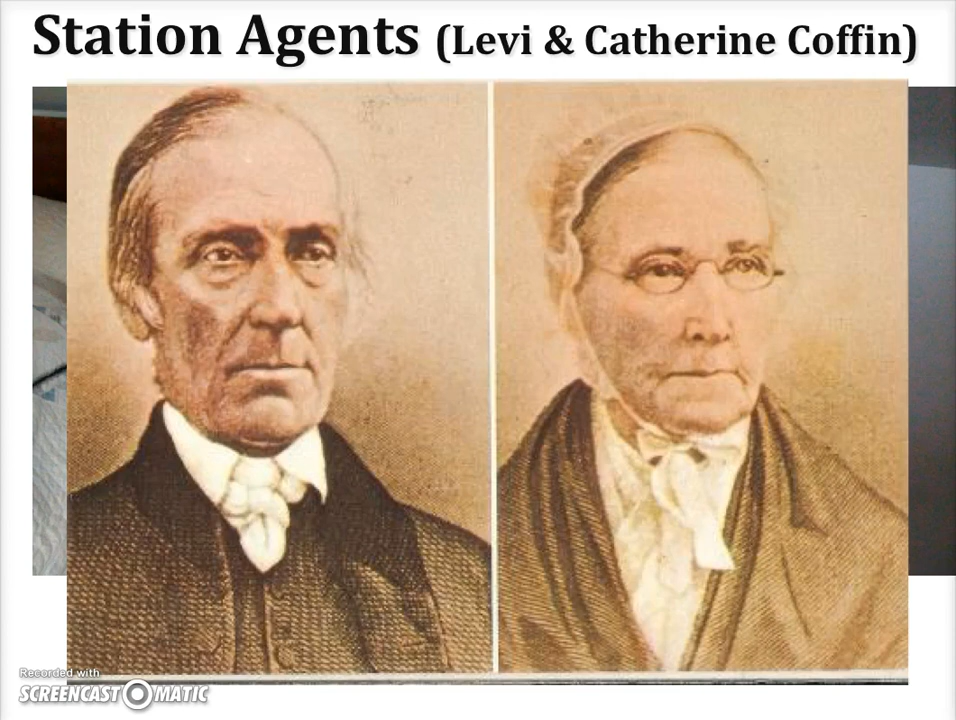 Station Agents (Levi & Catherine Coffin)
Recorded with
SCREENCAST-O-MATIC